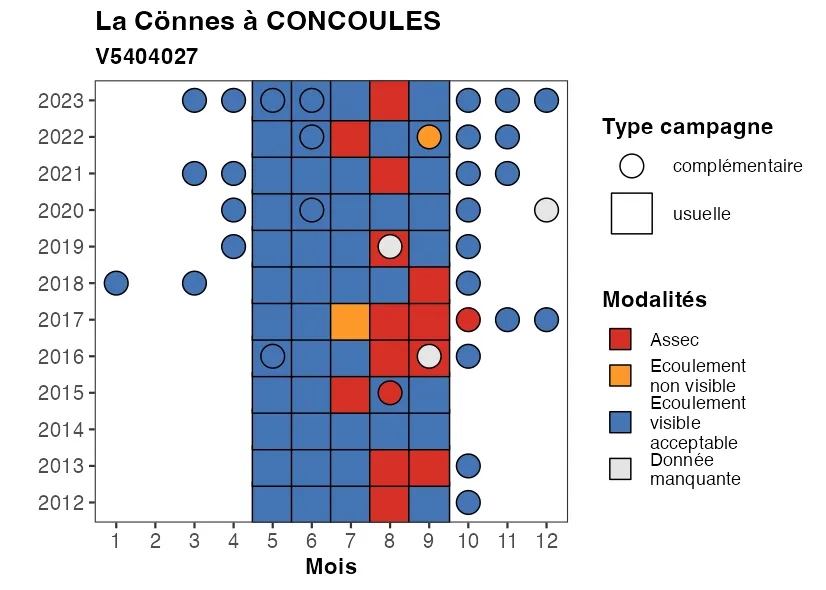 La Cönnes à CONCOULES
V5404027
2023
2022
2021
2020
2019
2018
2017
2016
2015
2014
2013
2012
1 2 3 4 5 6 7 8 9 10 11 12
Mois
Type campagne
complémentaire
usuelle
Modalités
Assec
Ecoulement
non visible
Ecoulement
visible
acceptable
Donnée
manquante